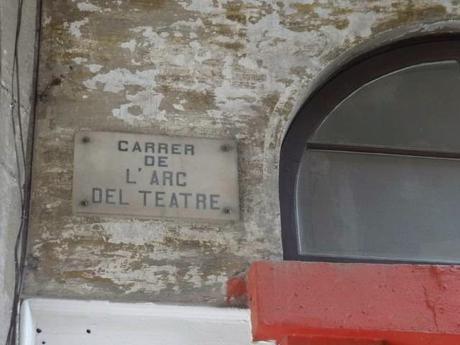 CARRER
DE
L'ARC
DEL TEATRE